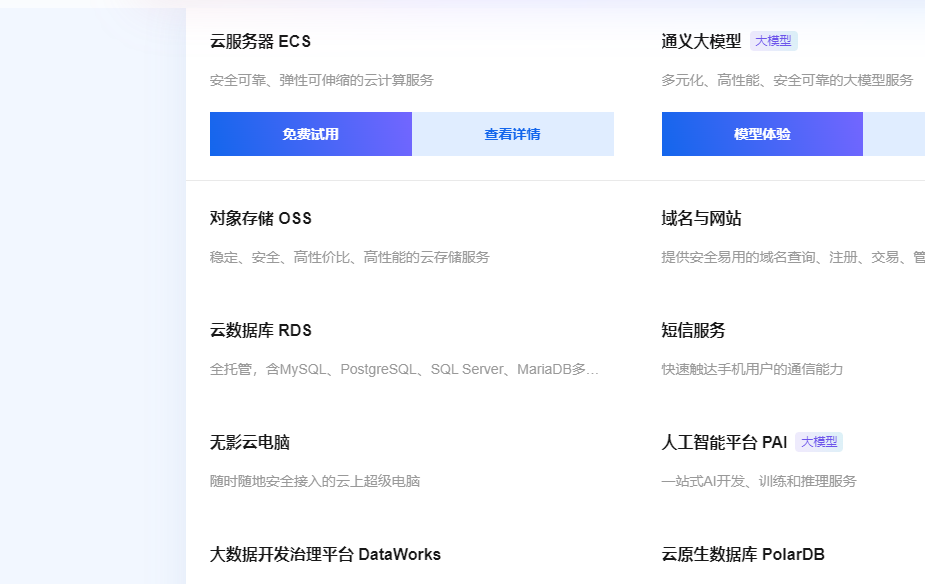 云服务器 ECS
通义大模型 大模型
安全可靠、弹性可伸缩的云计算服务
多元化、高性能、安全可靠的大模型服务
免费试用
查看详情
模型体验
对象存储 OSS
域名与网站
稳定、安全、高性价比、高性能的云存储服务
提供安全易用的域名查询、注册、交易、管
云数据库 RDS
短信服务
全托管，含MySQL、PostgreSQL、SQL Server、MariaDB多...
快速触达手机用户的通信能力
无影云电脑
人工智能平台 PAI 大模型
随时随地安全接入的云上超级电脑
一站式AI开发、训练和推理服务
大数据开发治理平台 DataWorks
云原生数据库 PolarDB